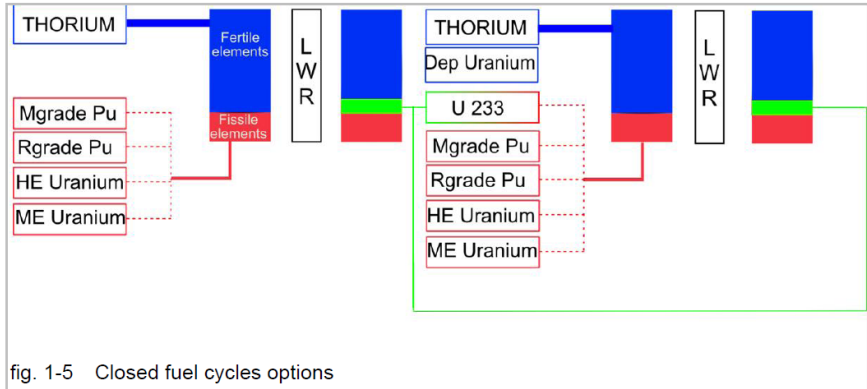 THORIUM
Fertile
elements
Fissile
elements
L
W
R
Mgrade Pu
Rgrade Pu
HE Uranium
ME Uranium
THORIUM
Dep Uranium
U 233
Mgrade Pu
Rgrade Pu
HE Uranium
ME Uranium
L
W
R
fig. 1-5 Closed fuel cycles options